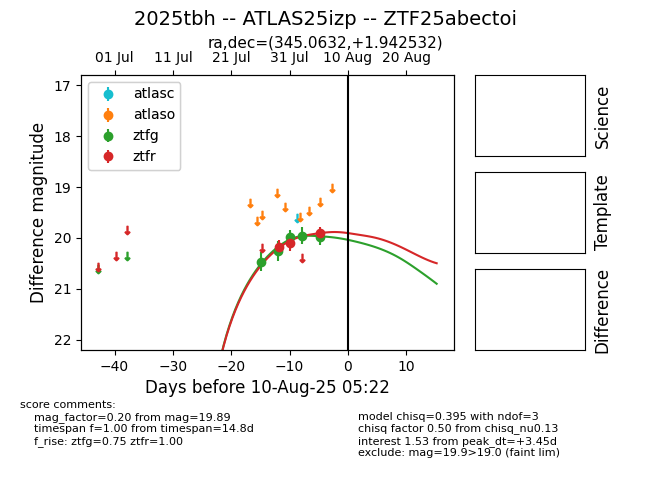 2025tbh -- ATLAS25izp -- ZTF25abectoi
ra,dec=(345.0632,+1.942532)
01 Jul 11 Jul 21 Jul 31 Jul 10 Aug 20 Aug
atlasc
atlaso
ztfg
ztfr
17
18
19
20
21
22
Difference magnitude
−40 −30 −20 −10 0 10
Days before 10-Aug-25 05:22
Science
Template
Difference
score comments:
mag_factor=0.20 from mag=19.89
timespan f=1.00 from timespan=14.8d
f_rise: ztfg=0.75 ztfr=1.00
model chisq=0.395 with ndof=3
chisq factor 0.50 from chisq_nu0.13
interest 1.53 from peak_dt=+3.45d
exclude: mag=19.9>19.0 (faint lim)